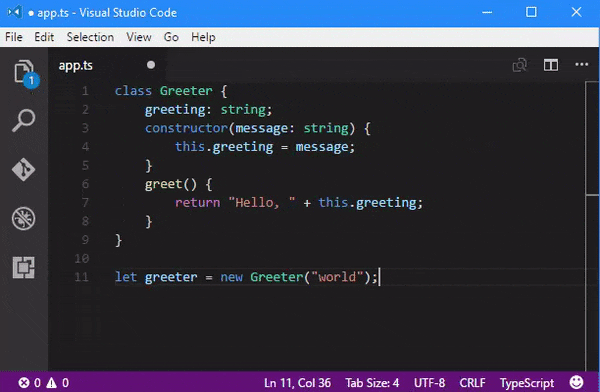 ● app.ts - Visual Studio Code
File Edit Selection View Go Help
app.ts ●
1
1 class Greeter {
2     greeting: string;
3     constructor(message: string) {
4         this.greeting = message;
5     }
6     greet() {
7         return "Hello, " + this.greeting;
8     }
9 }
10
11 let greeter = new Greeter("world");
0 0 Ln 11, Col 36 Tab Size: 4 UTF-8 CRLF TypeScript